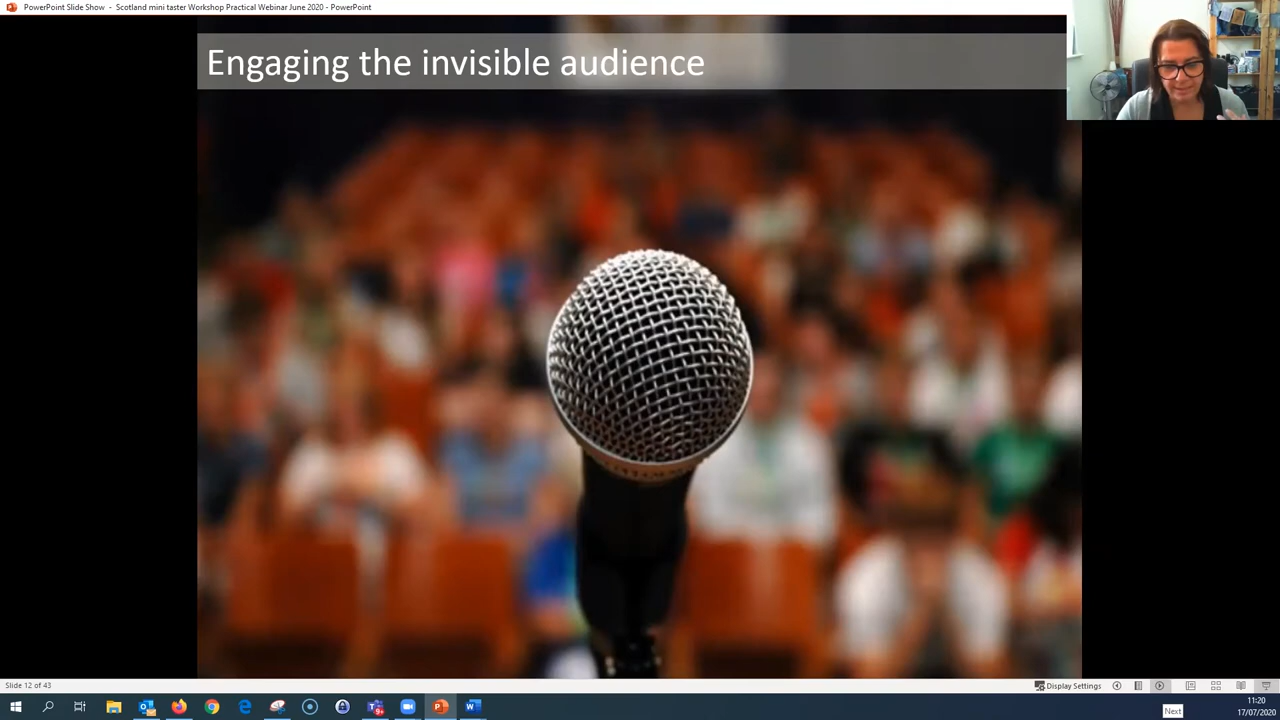 PowerPoint Slide Show - Scotland mini taster Workshop Practical Webinar June 2020 - PowerPoint
Engaging the invisible audience
Slide 12 of 43
Display Settings
11:20
17/07/2020
Next